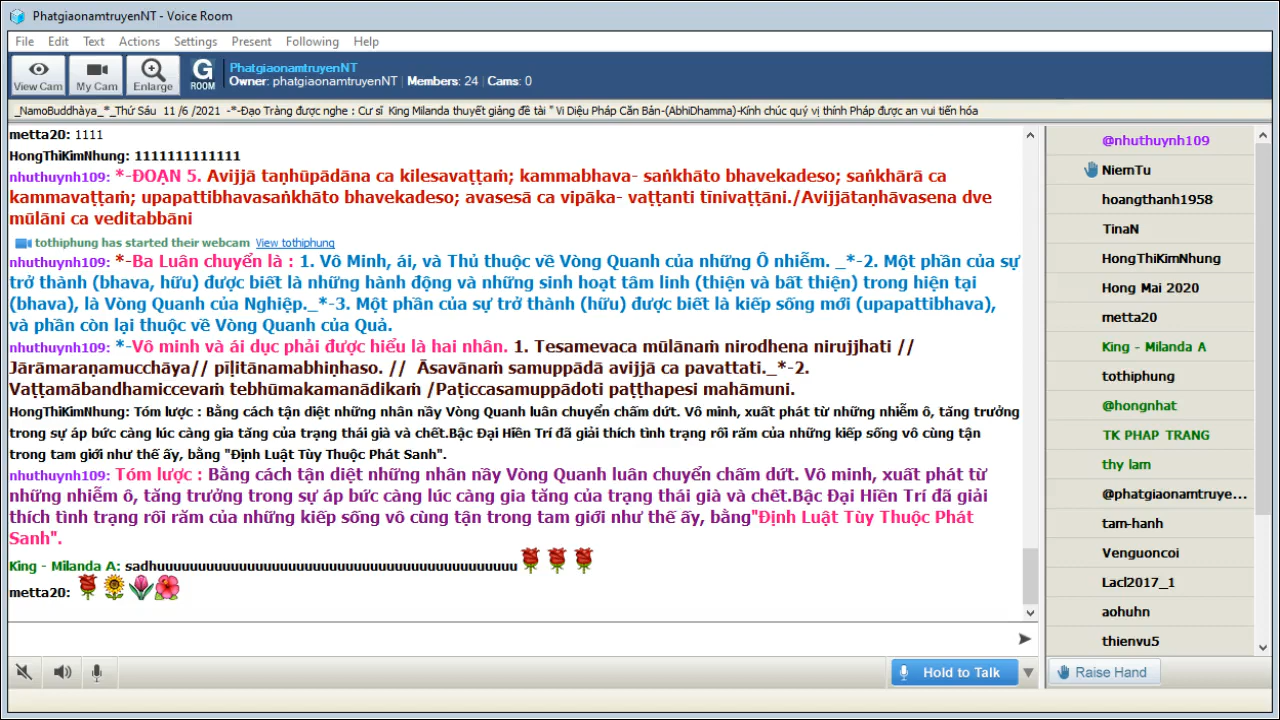 PhatgiaonamtruyenNT - Voice Room
File Edit Text Actions Settings Present Following Help
View Cam My Cam Enlarge G ROOM
PhatgiaonamtruyenNT
Owner: phatgiaonamtruyenNT | Members: 24 | Cams: 0
_NamoBuddhàya_*_Thứ Sáu 11 /6 /2021 -*-Đạo Tràng được nghe : Cư sĩ King Milanda thuyết giảng đề tài " Vi Diệu Pháp Căn Bản-(AbhiDhamma)-Kính chúc quý vị thính Pháp được an vui tiến hóa
metta20: 1111
HongThiKimNhung: 1111111111111
nhuthuynh109: *-ĐOẠN 5. Avijjā taṇhūpādāna ca kilesavaṭṭaṁ; kammabhava- saṅkhāto bhavekadeso; saṅkhārā ca
kammavaṭṭaṁ; upapattibhavasaṅkhāto bhavekadeso; avasesā ca vipāka- vaṭṭanti tīnivaṭṭāni./Avijjātaṇhāvasena dve
mūlāni ca veditabbāni
tothiphung has started their webcam View tothiphung
nhuthuynh109: *-Ba Luân chuyển là : 1. Vô Minh, ái, và Thủ thuộc về Vòng Quanh của những Ô nhiễm. _*-2. Một phần của sự
trở thành (bhava, hữu) được biết là những hành động và những sinh hoạt tâm linh (thiện và bất thiện) trong hiện tại
(bhava), là Vòng Quanh của Nghiệp._*-3. Một phần của sự trở thành (hữu) được biết là kiếp sống mới (upapattibhava),
và phần còn lại thuộc về Vòng Quanh của Quả.
nhuthuynh109: *-Vô minh và ái dục phải được hiểu là hai nhân. 1. Tesamevaca mūlānaṁ nirodhena nirujjhati //
Jārāmaraṇamucchāya// pīḷitānamabhiṇhaso. // Āsavānaṁ samuppādā avijjā ca pavattati._*-2.
Vaṭṭamābandhamiccevaṁ tebhūmakamanādikaṁ /Paṭiccasamuppādoti paṭṭhapesi mahāmuni.
HongThiKimNhung: Tóm lược : Bằng cách tận diệt những nhân nầy Vòng Quanh luân chuyển chấm dứt. Vô minh, xuất phát từ những nhiễm ô, tăng trưởng
trong sự áp bức càng lúc càng gia tăng của trạng thái già và chết.Bậc Đại Hiền Trí đã giải thích tình trạng rối răm của những kiếp sống vô cùng tận
trong tam giới như thế ấy, bằng "Định Luật Tùy Thuộc Phát Sanh".
nhuthuynh109: Tóm lược : Bằng cách tận diệt những nhân nầy Vòng Quanh luân chuyển chấm dứt. Vô minh, xuất phát từ
những nhiễm ô, tăng trưởng trong sự áp bức càng lúc càng gia tăng của trạng thái già và chết.Bậc Đại Hiền Trí đã giải
thích tình trạng rối răm của những kiếp sống vô cùng tận trong tam giới như thế ấy, bằng"Định Luật Tùy Thuộc Phát
Sanh".
King - Milanda A: sadhuuuuuuuuuuuuuuuuuuuuuuuuuuuuuuuuuuuuuuuuuuuu
metta20:
Hold to Talk
@nhuthuynh109
NiemTu
hoangthanh1958
TinaN
HongThiKimNhung
Hong Mai 2020
metta20
King - Milanda A
tothiphung
@hongnhat
TK PHAP TRANG
thy lam
@phatgiaonamtruye...
tam-hanh
Venguoncoi
Lacl2017_1
aohuhn
thienvu5
Raise Hand